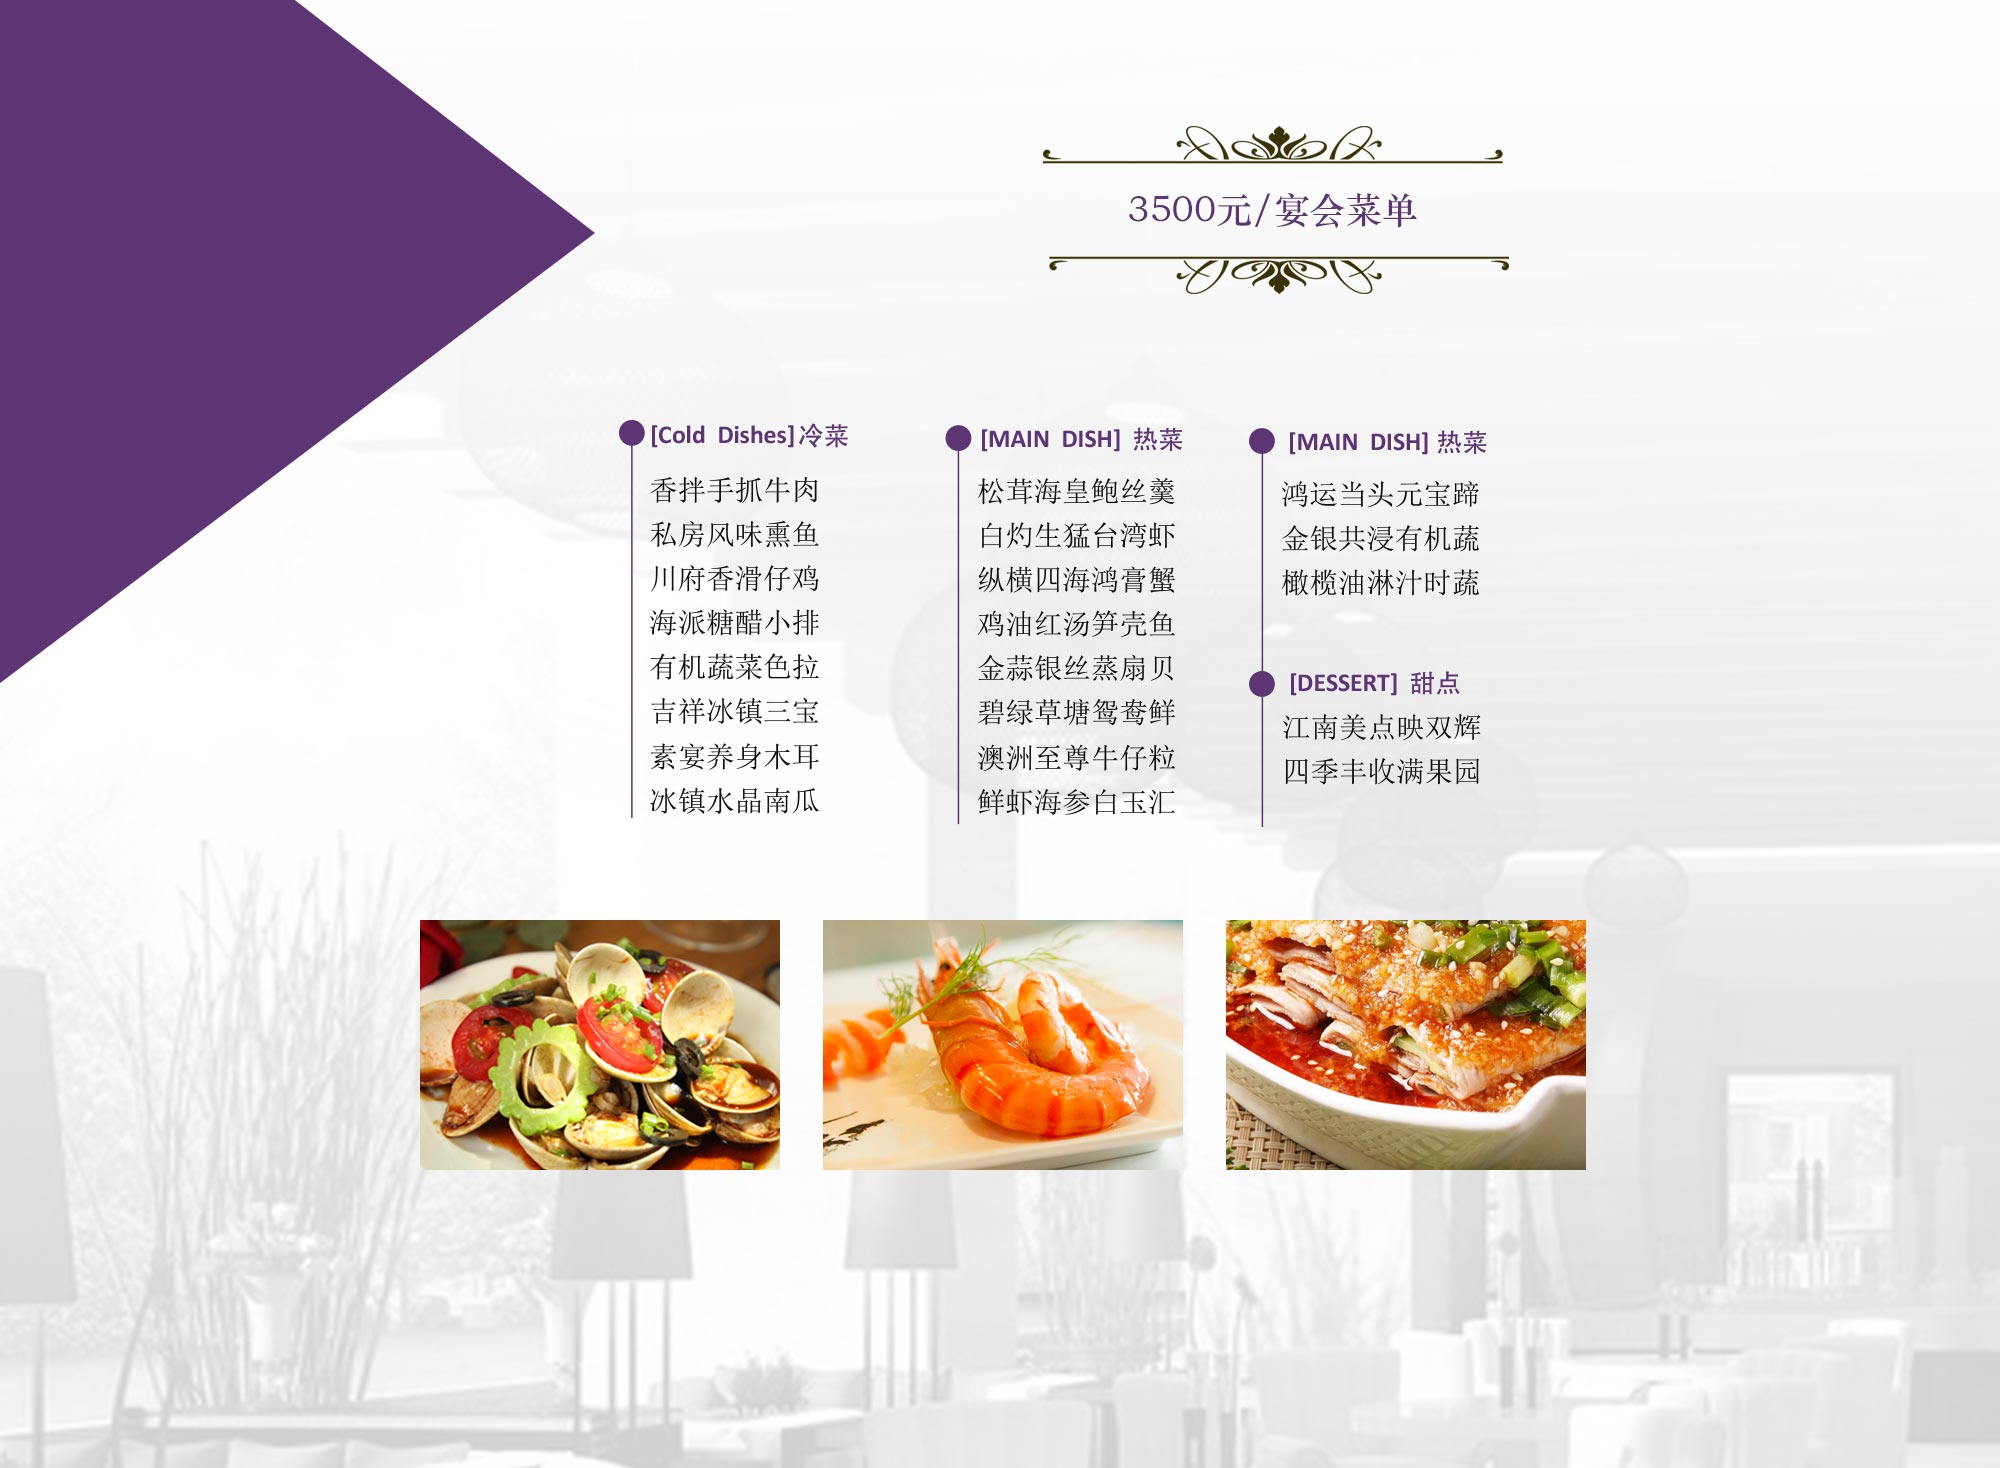 3500元/宴会菜单
[Cold Dishes]冷菜
香拌手抓牛肉
私房风味熏鱼
川府香滑仔鸡
海派糖醋小排
有机蔬菜色拉
吉祥冰镇三宝
素宴养身木耳
冰镇水晶南瓜
[MAIN DISH] 热菜
松茸海皇鲍丝羹
白灼生猛台湾虾
纵横四海鸿膏蟹
鸡油红汤笋壳鱼
金蒜银丝蒸扇贝
碧绿草塘鸳鸯鲜
澳洲至尊牛仔粒
鲜虾海参白玉汇
[MAIN DISH] 热菜
鸿运当头元宝蹄
金银共浸有机蔬
橄榄油淋汁时蔬
[DESSERT] 甜点
江南美点映双辉
四季丰收满果园